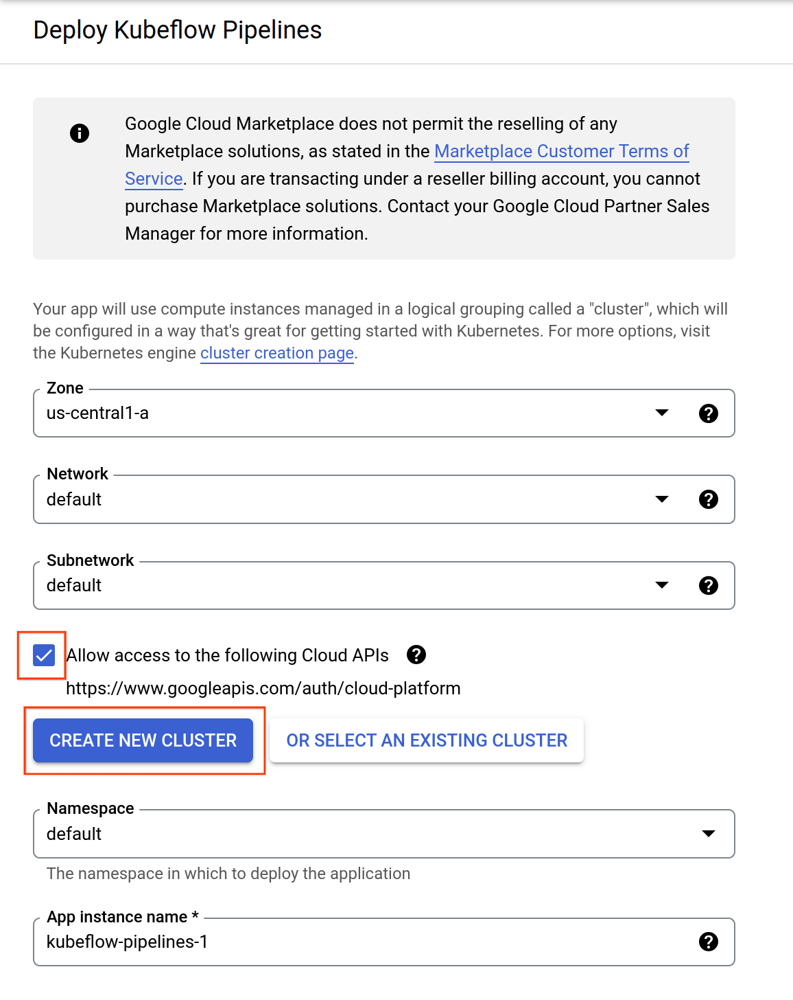 Deploy Kubeflow Pipelines
Google Cloud Marketplace does not permit the reselling of any
Marketplace solutions, as stated in the Marketplace Customer Terms of
Service. If you are transacting under a reseller billing account, you cannot
purchase Marketplace solutions. Contact your Google Cloud Partner Sales
Manager for more information.
Your app will use compute instances managed in a logical grouping called a "cluster", which will
be configured in a way that's great for getting started with Kubernetes. For more options, visit
the Kubernetes engine cluster creation page.
Zone
us-central1-a
Network
default
Subnetwork
default
Allow access to the following Cloud APIs
https://www.googleapis.com/auth/cloud-platform
CREATE NEW CLUSTER OR SELECT AN EXISTING CLUSTER
Namespace
default
The namespace in which to deploy the application
App instance name *
kubeflow-pipelines-1